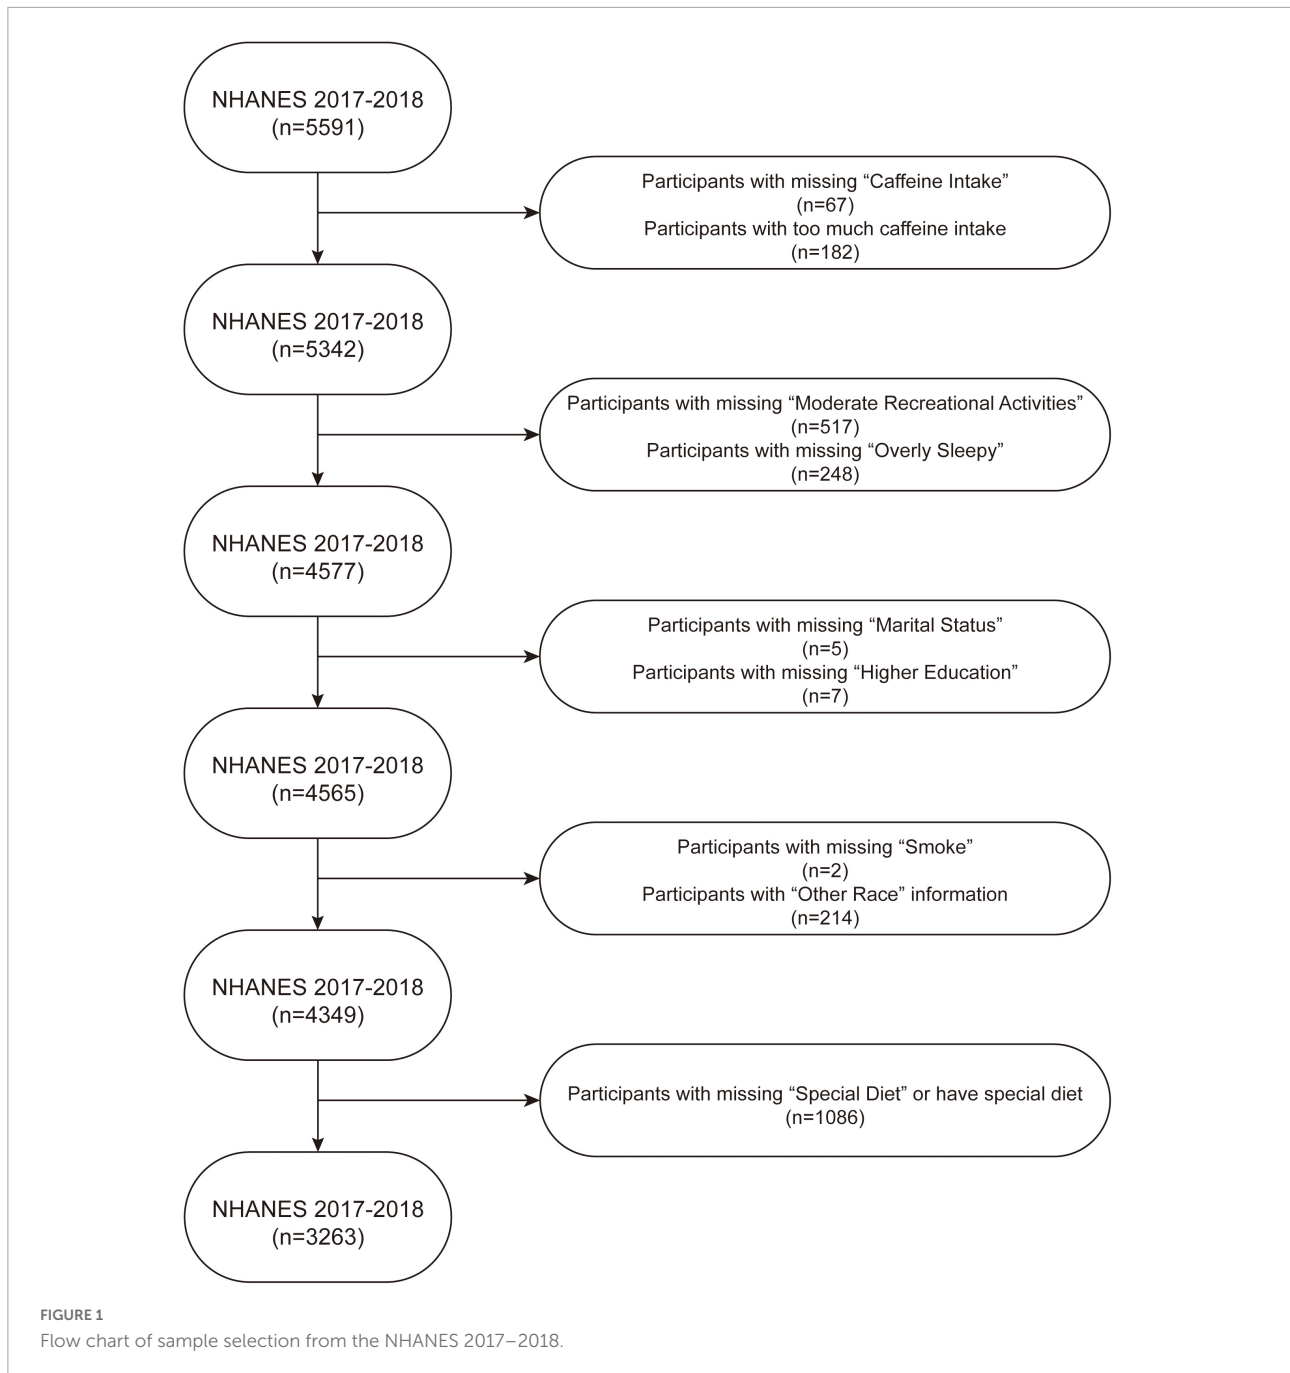 NHANES 2017-2018
(n=5591)
Participants with missing “Caffeine Intake”
(n=67)
Participants with too much caffeine intake
(n=182)
NHANES 2017-2018
(n=5342)
Participants with missing “Moderate Recreational Activities”
(n=517)
Participants with missing “Overly Sleepy”
(n=248)
NHANES 2017-2018
(n=4577)
Participants with missing “Marital Status”
(n=5)
Participants with missing “Higher Education”
(n=7)
NHANES 2017-2018
(n=4565)
Participants with missing “Smoke”
(n=2)
Participants with “Other Race” information
(n=214)
NHANES 2017-2018
(n=4349)
Participants with missing “Special Diet” or have special diet
(n=1086)
NHANES 2017-2018
(n=3263)
FIGURE 1
Flow chart of sample selection from the NHANES 2017–2018.